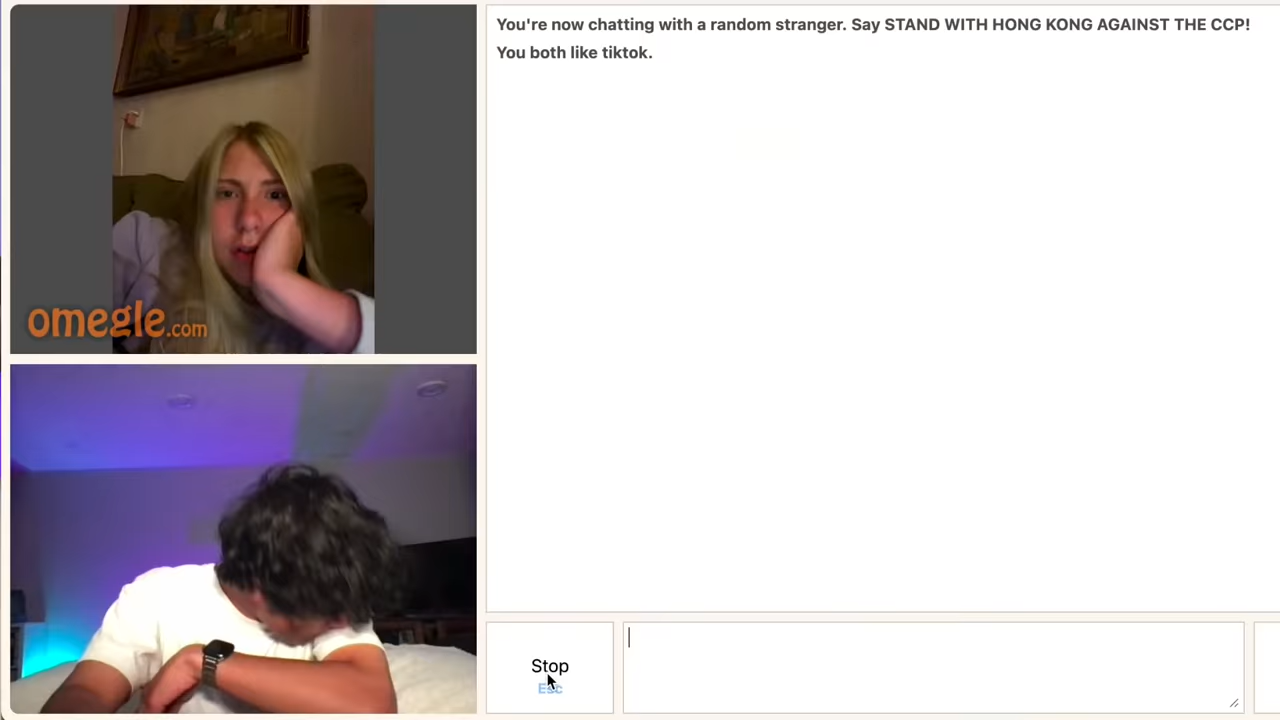 You're now chatting with a random stranger. Say STAND WITH HONG KONG AGAINST THE CCP!
You both like tiktok.
omegle.com
Stop
Esc